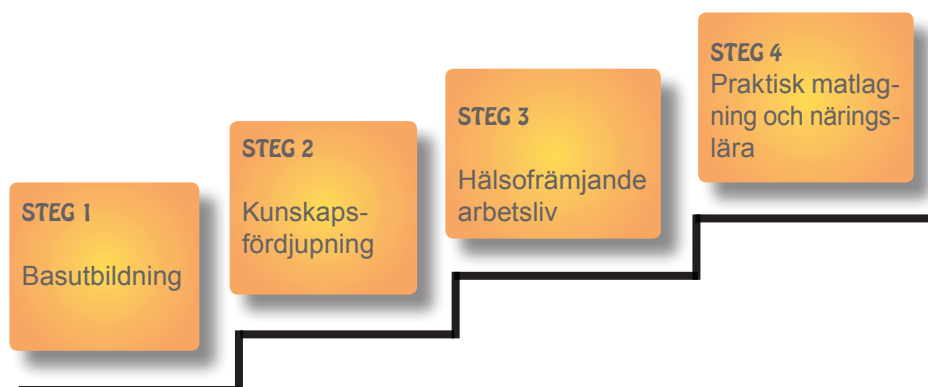 STEG 1
Basutbildning
STEG 2
Kunskaps-
fördjupning
STEG 3
Hälsofrämjande
arbetsliv
STEG 4
Praktisk matlag-
ning och närings-
lära